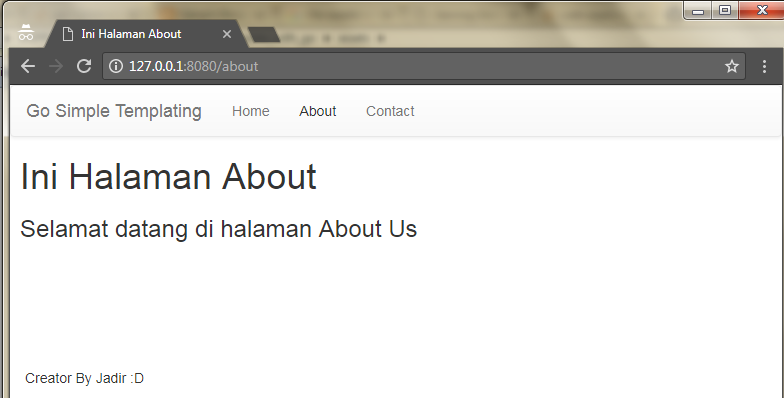 Ini Halaman About
127.0.0.1:8080/about
Go Simple Templating Home About Contact
Ini Halaman About
Selamat datang di halaman About Us
Creator By Jadir :D